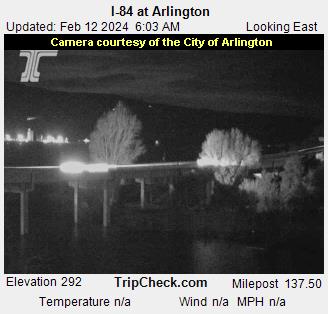 I-84 at Arlington
Updated: Feb 12 2024 6:03 AM Looking East
Camera courtesy of the City of Arlington
Elevation 292 TripCheck.com Milepost 137.50
Temperature n/a Wind n/a MPH n/a